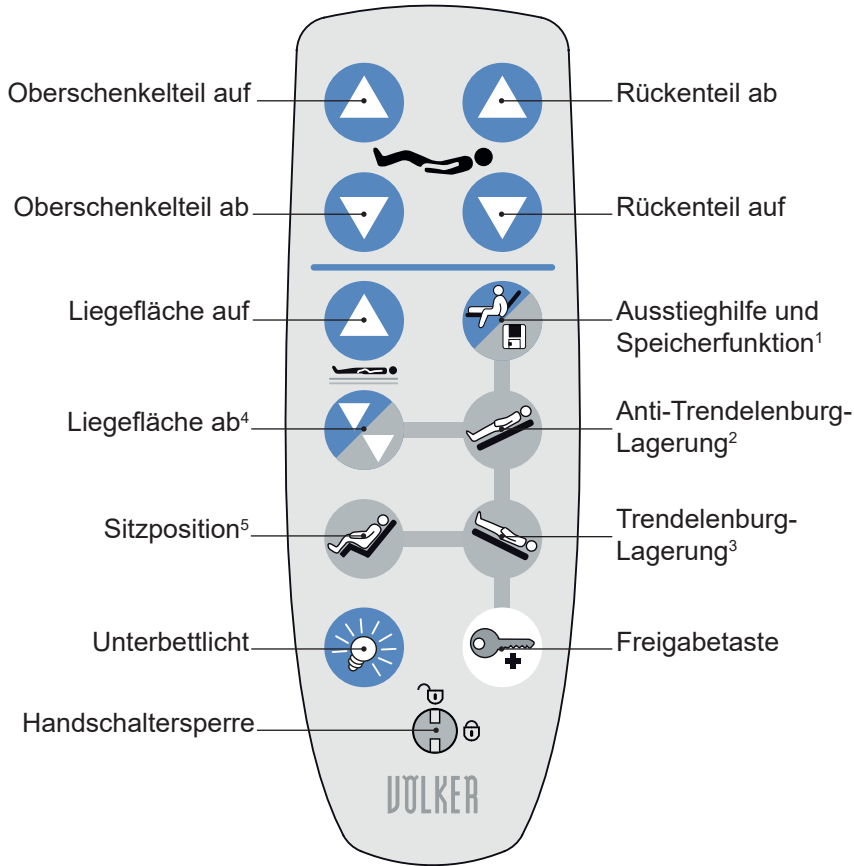 Oberschenkelteil auf
Rückenteil ab
Oberschenkelteil ab
Rückenteil auf
Liegefläche auf
Ausstieghilfe und
Speicherfunktion¹
Liegefläche ab⁴
Anti-Trendelenburg-
Lagerung²
Sitzposition⁵
Trendelenburg-
Lagerung³
Unterbettlicht
Freigabetaste
Handschaltersperre
VÖLKER